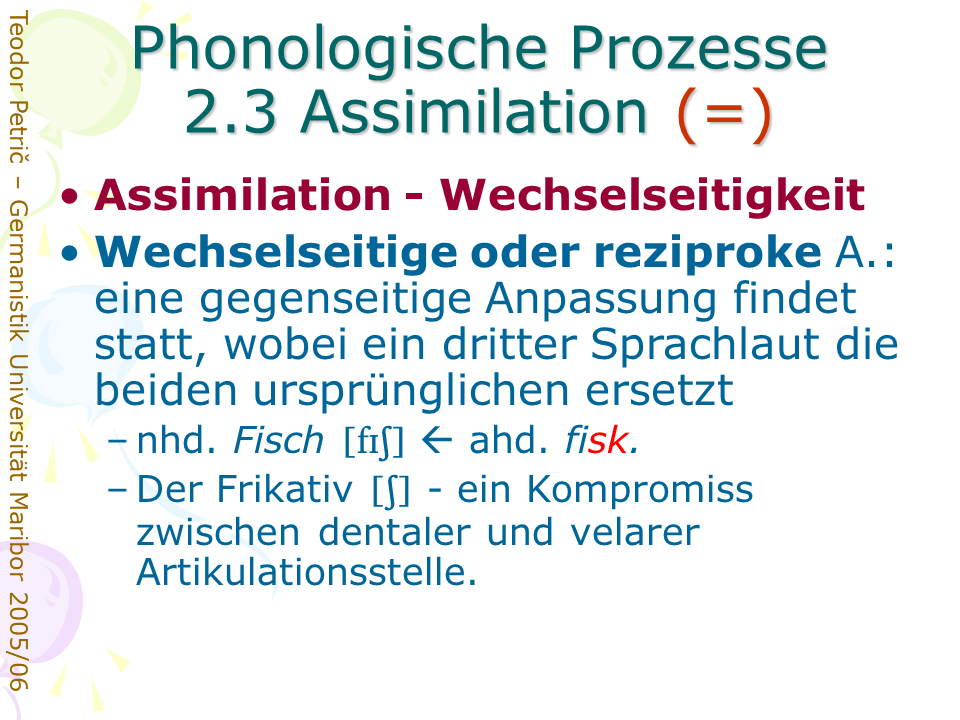 Phonologische Prozesse
2.3 Assimilation (=)
• Assimilation - Wechselseitigkeit
• Wechselseitige oder reziproke A.:
eine gegenseitige Anpassung findet
statt, wobei ein dritter Sprachlaut die
beiden ursprünglichen ersetzt
– nhd. Fisch [fɪʃ] ← ahd. fisk.
– Der Frikativ [ʃ] - ein Kompromiss
zwischen dentaler und velarer
Artikulationsstelle.
Teodor Petrič – Germanistik Universität Maribor 2005/06